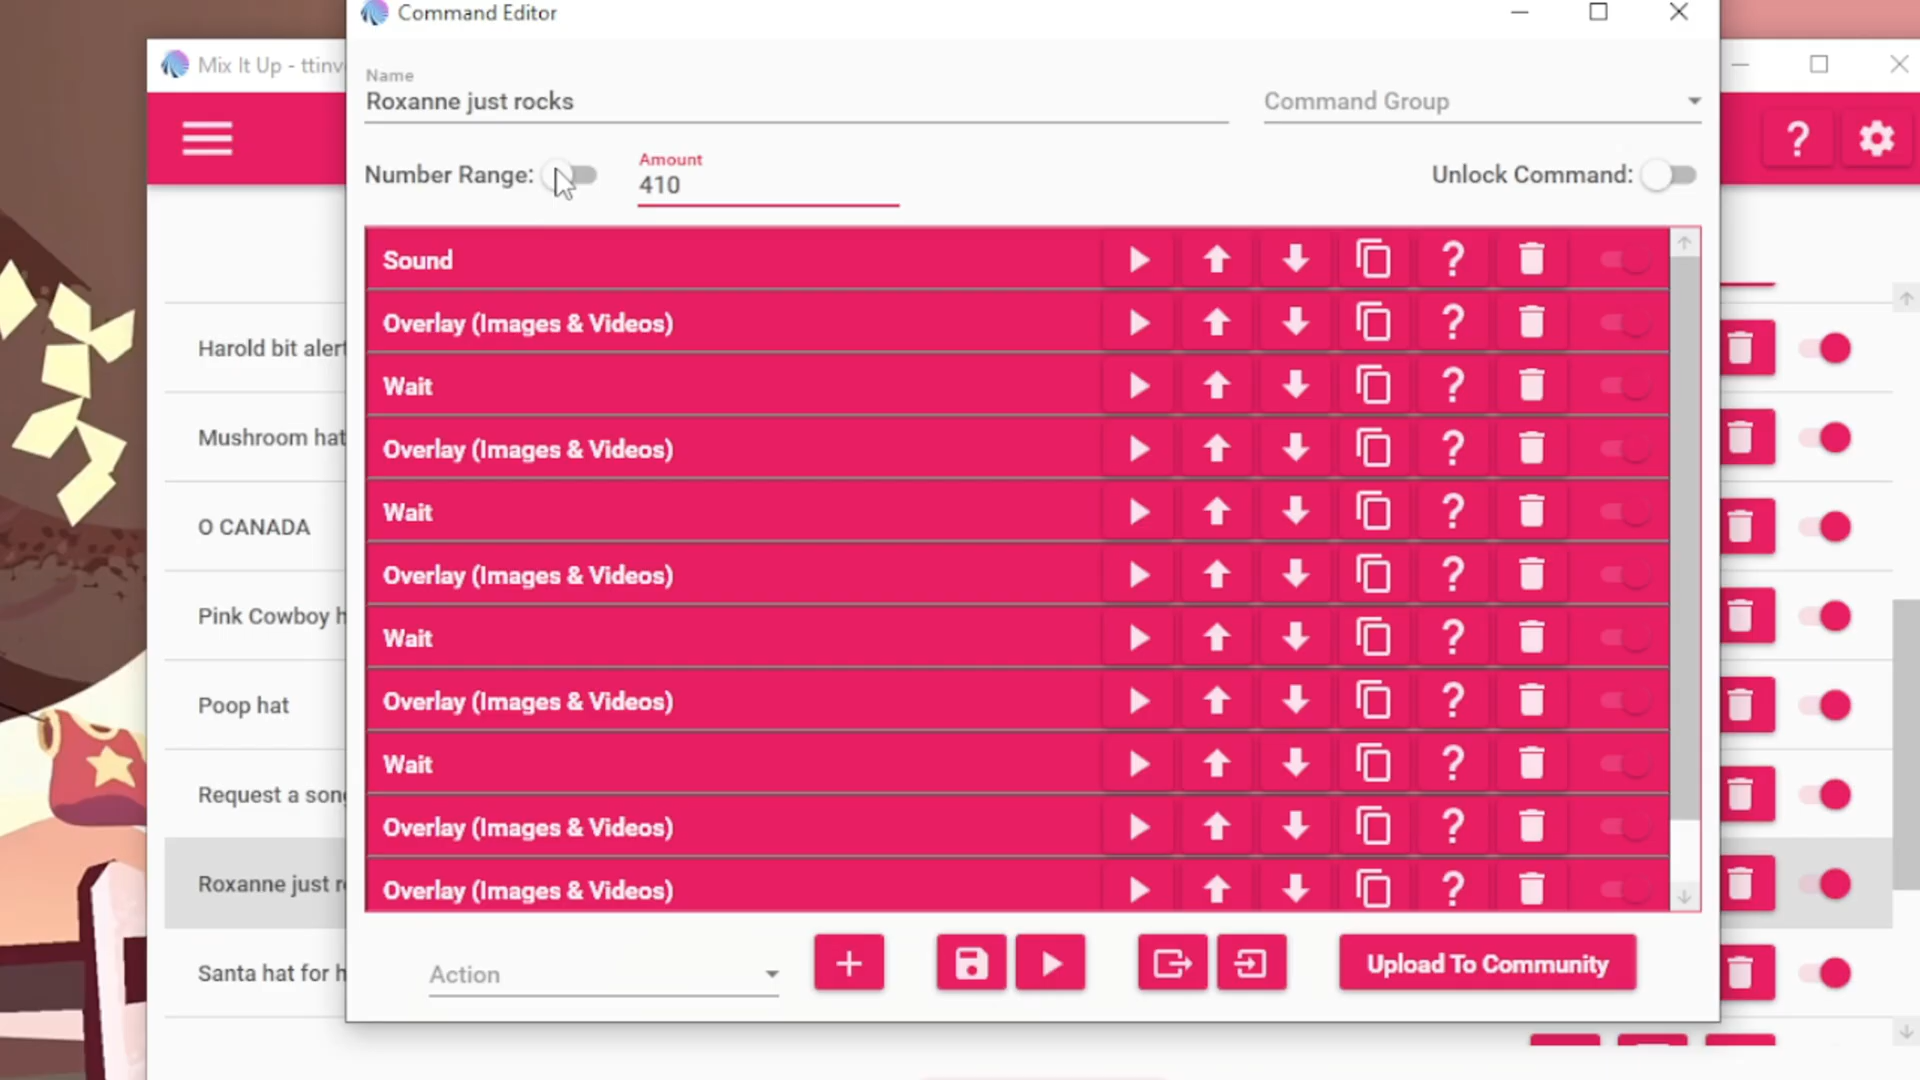 Command Editor
Mix It Up - ttinv
Name
Roxanne just rocks
Command Group
Number Range:
Amount
410
Unlock Command:
Sound
Overlay (Images & Videos)
Wait
Overlay (Images & Videos)
Wait
Overlay (Images & Videos)
Wait
Overlay (Images & Videos)
Wait
Overlay (Images & Videos)
Overlay (Images & Videos)
Harold bit alert
Mushroom hat
O CANADA
Pink Cowboy h
Poop hat
Request a song
Roxanne just r
Santa hat for h
Action
Upload To Community